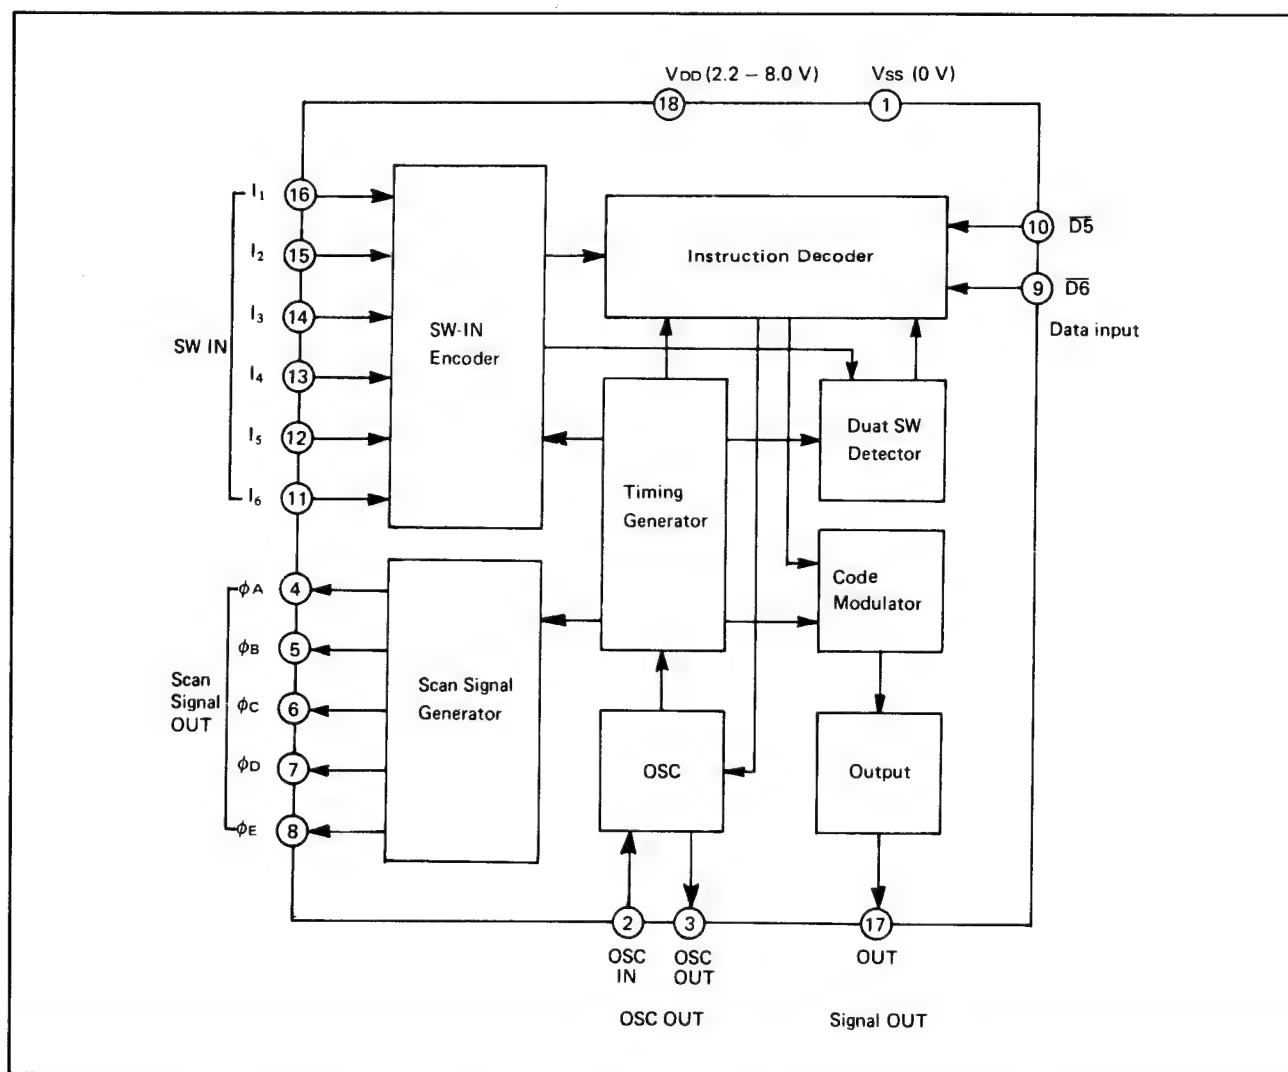 VDD (2.2 – 8.0 V)
VSS (0 V)
18
1
I1
16
I2
15
I3
14
I4
13
I5
12
I6
11
SW IN
SW-IN
Encoder
Instruction Decoder
10
D5
9
D6
Data input
Duat SW
Detector
Timing
Generator
Code
Modulator
ϕA
4
ϕB
5
ϕC
6
ϕD
7
ϕE
8
Scan
Signal
OUT
Scan Signal
Generator
OSC
Output
2
3
17
OSC
IN
OSC
OUT
OUT
OSC OUT
Signal OUT